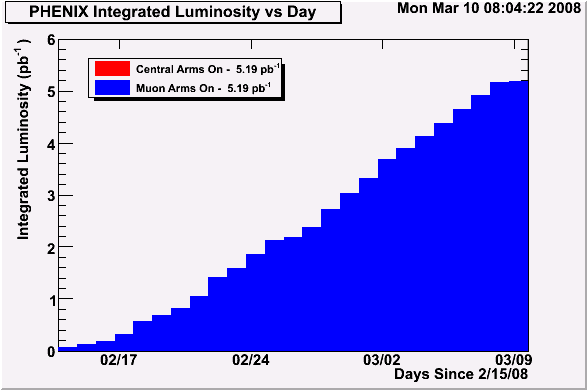 PHENIX Integrated Luminosity vs Day
Mon Mar 10 08:04:22 2008
Integrated Luminosity (pb⁻¹)
6
5
4
3
2
1
0
Central Arms On - 5.19 pb⁻¹
Muon Arms On - 5.19 pb⁻¹
02/17 02/24 03/02 03/09
Days Since 2/15/08